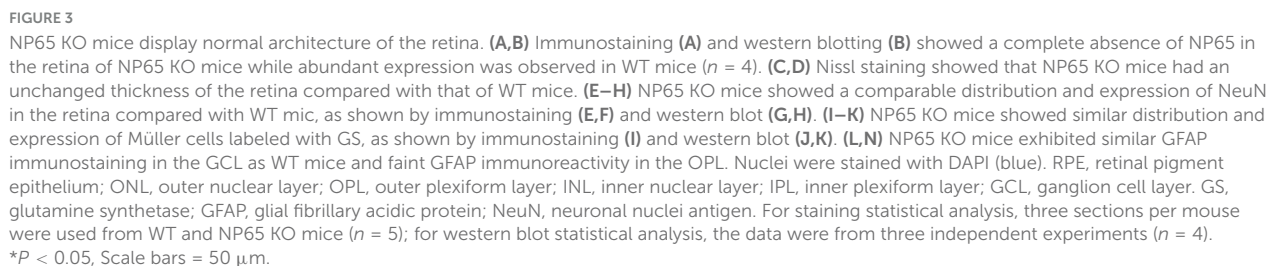 FIGURE 3
NP65 KO mice display normal architecture of the retina. (A,B) Immunostaining (A) and western blotting (B) showed a complete absence of NP65 in
the retina of NP65 KO mice while abundant expression was observed in WT mice (n = 4). (C,D) Nissl staining showed that NP65 KO mice had an
unchanged thickness of the retina compared with that of WT mice. (E–H) NP65 KO mice showed a comparable distribution and expression of NeuN
in the retina compared with WT mic, as shown by immunostaining (E,F) and western blot (G,H). (I–K) NP65 KO mice showed similar distribution and
expression of Müller cells labeled with GS, as shown by immunostaining (I) and western blot (J,K). (L,N) NP65 KO mice exhibited similar GFAP
immunostaining in the GCL as WT mice and faint GFAP immunoreactivity in the OPL. Nuclei were stained with DAPI (blue). RPE, retinal pigment
epithelium; ONL, outer nuclear layer; OPL, outer plexiform layer; INL, inner nuclear layer; IPL, inner plexiform layer; GCL, ganglion cell layer. GS,
glutamine synthetase; GFAP, glial fibrillary acidic protein; NeuN, neuronal nuclei antigen. For staining statistical analysis, three sections per mouse
were used from WT and NP65 KO mice (n = 5); for western blot statistical analysis, the data were from three independent experiments (n = 4).
*P < 0.05, Scale bars = 50 μm.